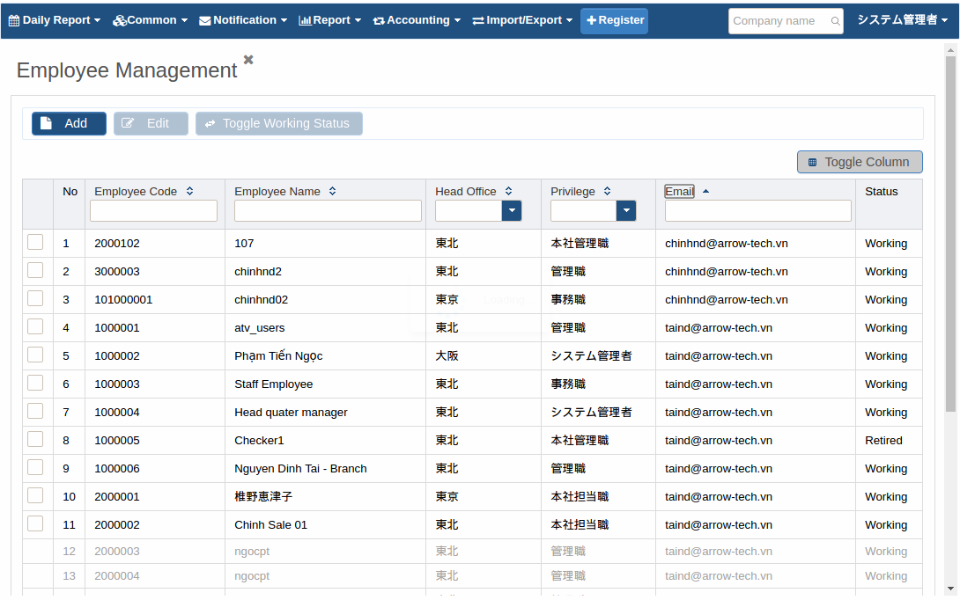 Daily Report Common Notification Report Accounting Import/Export Register Company name システム管理者
Employee Management
Add Edit Toggle Working Status
Toggle Column
No Employee Code Employee Name Head Office Privilege Email Status
1 2000102 107 東北 本社管理職 chinhnd@arrow-tech.vn Working
2 3000003 chinhnd2 東北 管理職 chinhnd@arrow-tech.vn Working
3 101000001 chinhnd02 東京 事務職 chinhnd@arrow-tech.vn Working
4 1000001 atv_users 東北 管理職 taind@arrow-tech.vn Working
5 1000002 Phạm Tiến Ngọc 大阪 システム管理者 taind@arrow-tech.vn Working
6 1000003 Staff Employee 東北 事務職 taind@arrow-tech.vn Working
7 1000004 Head quater manager 東北 システム管理者 taind@arrow-tech.vn Working
8 1000005 Checker1 東北 本社管理職 taind@arrow-tech.vn Retired
9 1000006 Nguyen Dinh Tai - Branch 東北 管理職 taind@arrow-tech.vn Working
10 2000001 椎野恵津子 東京 本社担当職 taind@arrow-tech.vn Working
11 2000002 Chinh Sale 01 東北 本社担当職 taind@arrow-tech.vn Working
12 2000003 ngocpt 東北 管理職 taind@arrow-tech.vn Working
13 2000004 ngocpt 東北 管理職 taind@arrow-tech.vn Working